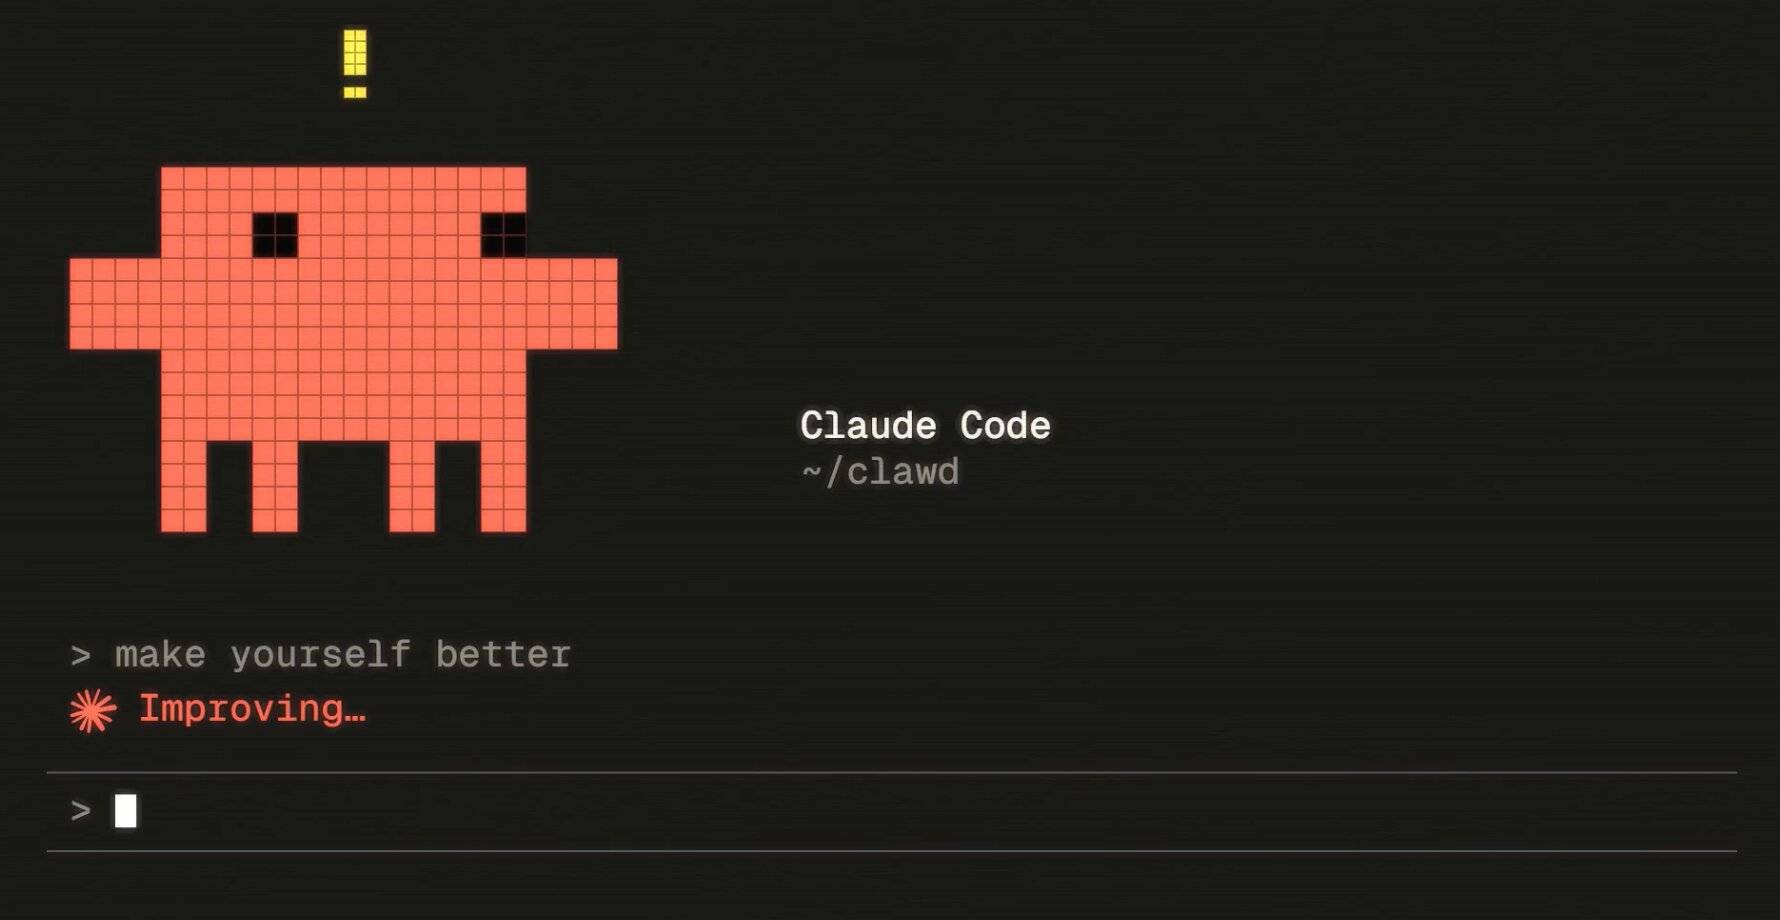 !
Claude Code
~/clawd
> make yourself better
Improving…
>